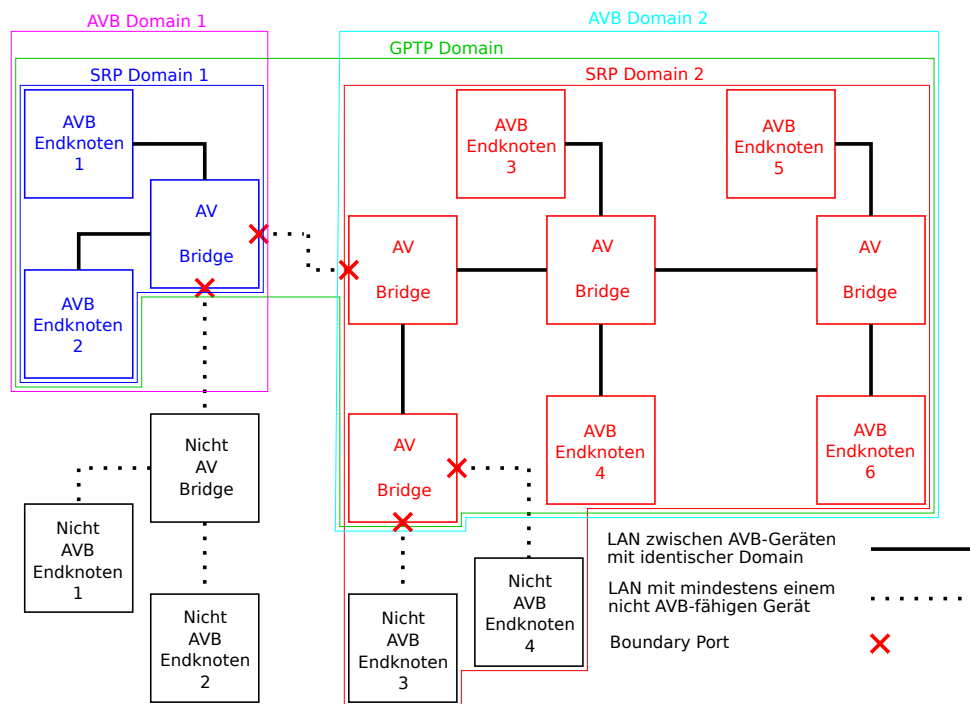 AVB Domain 1
AVB Domain 2
GPTP Domain
SRP Domain 1
SRP Domain 2
AVB
Endknoten
1
AVB
Endknoten
3
AVB
Endknoten
5
AV
Bridge
AV
Bridge
AV
Bridge
AV
Bridge
AVB
Endknoten
2
Nicht
AV
Bridge
AV
Bridge
AVB
Endknoten
4
AVB
Endknoten
6
Nicht
AVB
Endknoten
1
Nicht
AVB
Endknoten
2
Nicht
AVB
Endknoten
3
Nicht
AVB
Endknoten
4
LAN zwischen AVB-Geräten
mit identischer Domain
LAN mit mindestens einem
nicht AVB-fähigen Gerät
Boundary Port